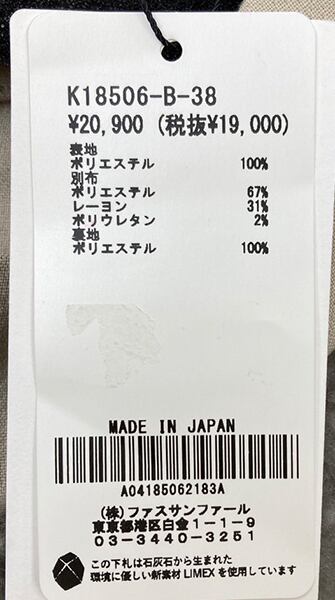 K18506-B-38
¥20,900 (税抜¥19,000)
表地
ポリエステル 100%
別布
ポリエステル 67%
レーヨン 31%
ポリウレタン 2%
裏地
ポリエステル 100%
MADE IN JAPAN
A04185062183A
(株)ファスサンファール
東京都港区白金1-1-9
03-3440-3251
この下札は石灰石から生まれた
環境に優しい新素材 LIMEX を使用しています